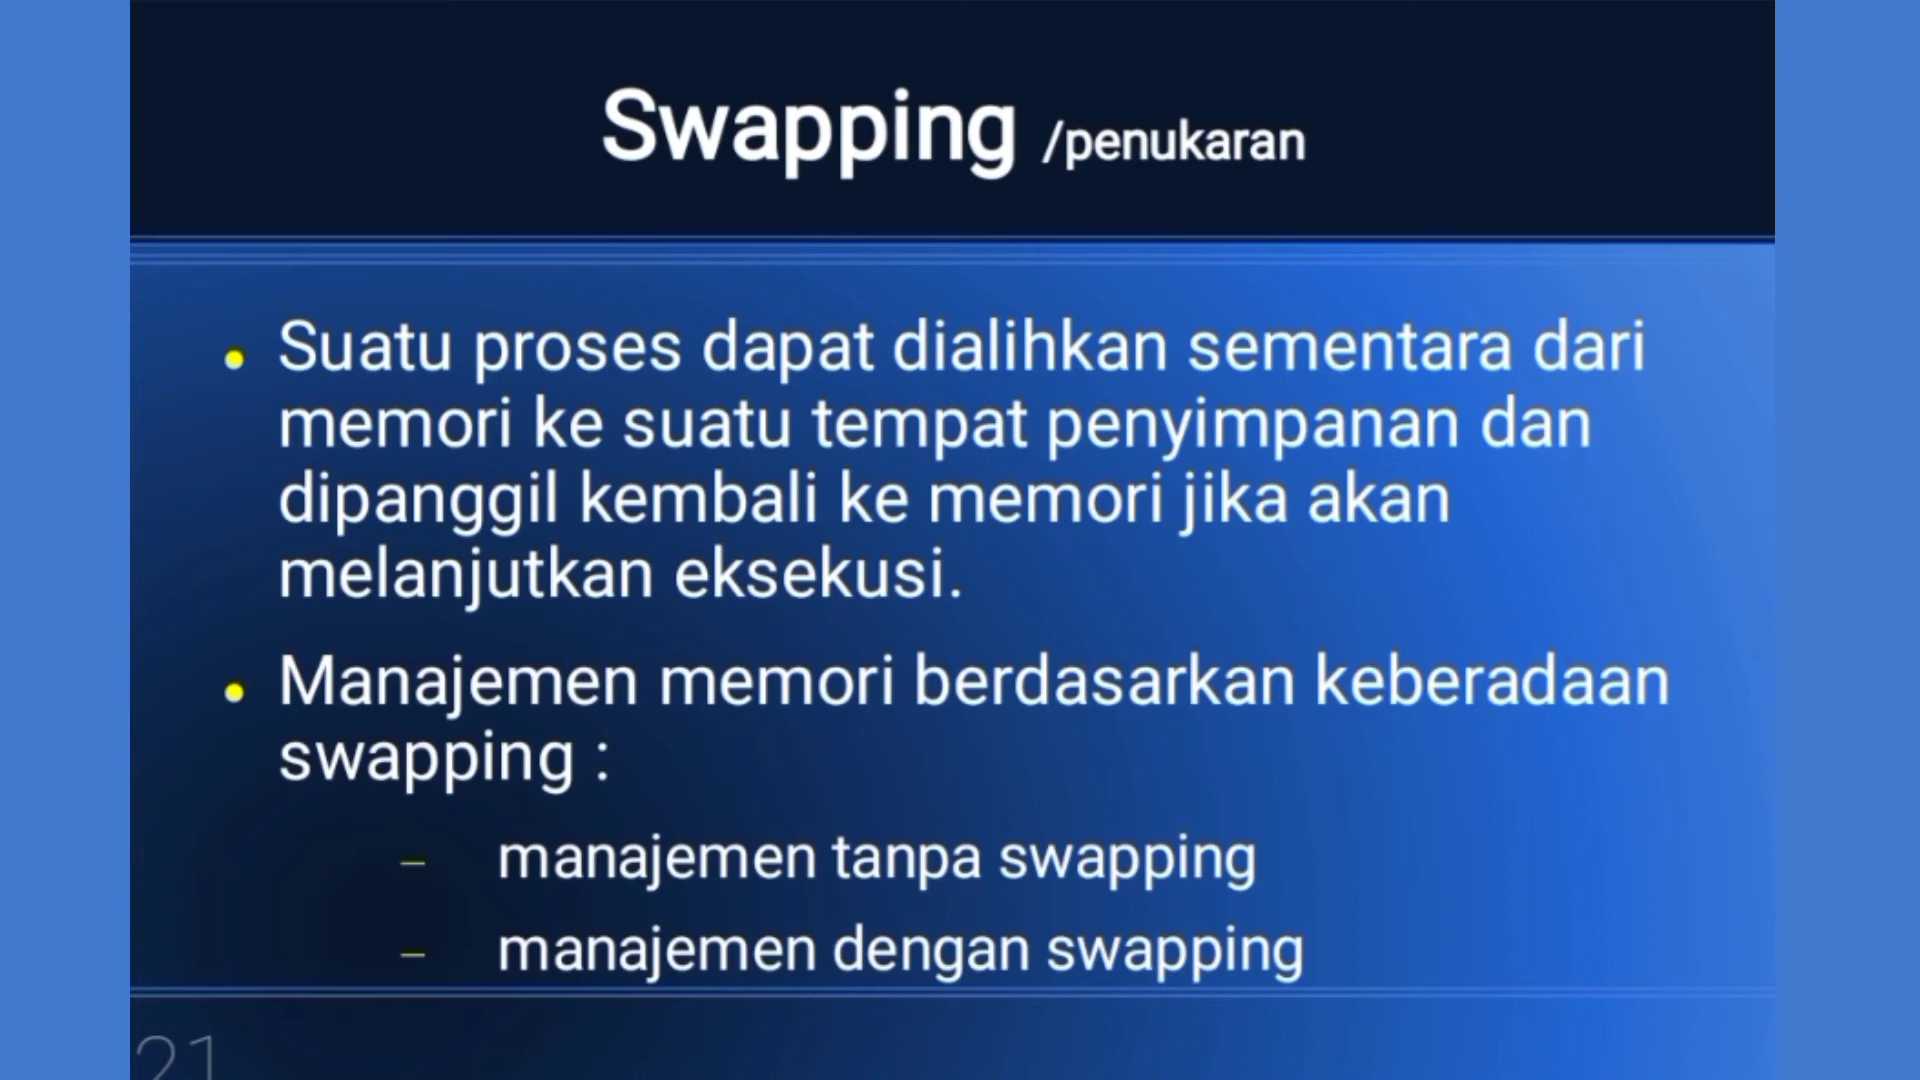 Swapping /penukaran
• Suatu proses dapat dialihkan sementara dari
memori ke suatu tempat penyimpanan dan
dipanggil kembali ke memori jika akan
melanjutkan eksekusi.
• Manajemen memori berdasarkan keberadaan
swapping :
– manajemen tanpa swapping
– manajemen dengan swapping
21